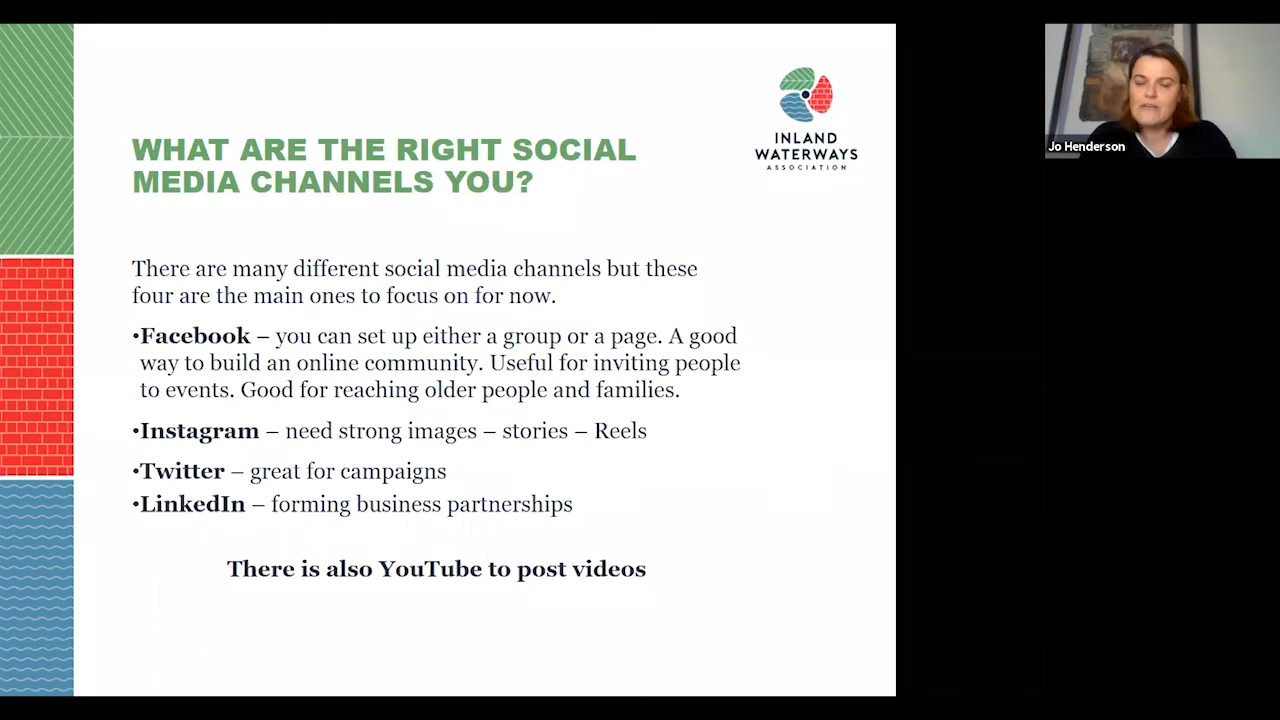 WHAT ARE THE RIGHT SOCIAL
MEDIA CHANNELS YOU?
INLAND
WATERWAYS
ASSOCIATION
Jo Henderson
There are many different social media channels but these
four are the main ones to focus on for now.
•Facebook – you can set up either a group or a page. A good
way to build an online community. Useful for inviting people
to events. Good for reaching older people and families.
•Instagram – need strong images – stories – Reels
•Twitter – great for campaigns
•LinkedIn – forming business partnerships
There is also YouTube to post videos